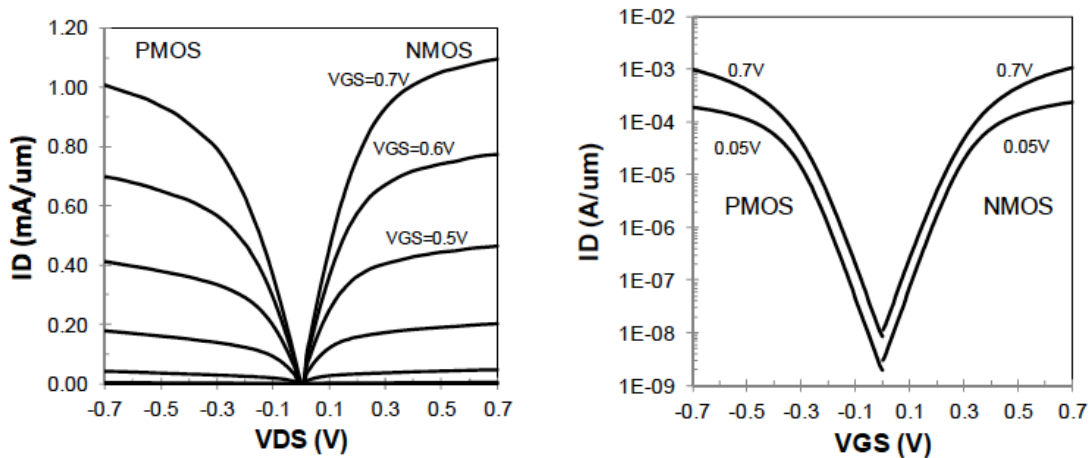 1.20
1.00
0.80
0.60
0.40
0.20
0.00
ID (mA/um)
PMOS
NMOS
VGS=0.7V
VGS=0.6V
VGS=0.5V
-0.7 -0.5 -0.3 -0.1 0.1 0.3 0.5 0.7
VDS (V)
1E-02
1E-03
1E-04
1E-05
1E-06
1E-07
1E-08
1E-09
ID (A/um)
0.7V
0.7V
0.05V
0.05V
PMOS
NMOS
-0.7 -0.5 -0.3 -0.1 0.1 0.3 0.5 0.7
VGS (V)